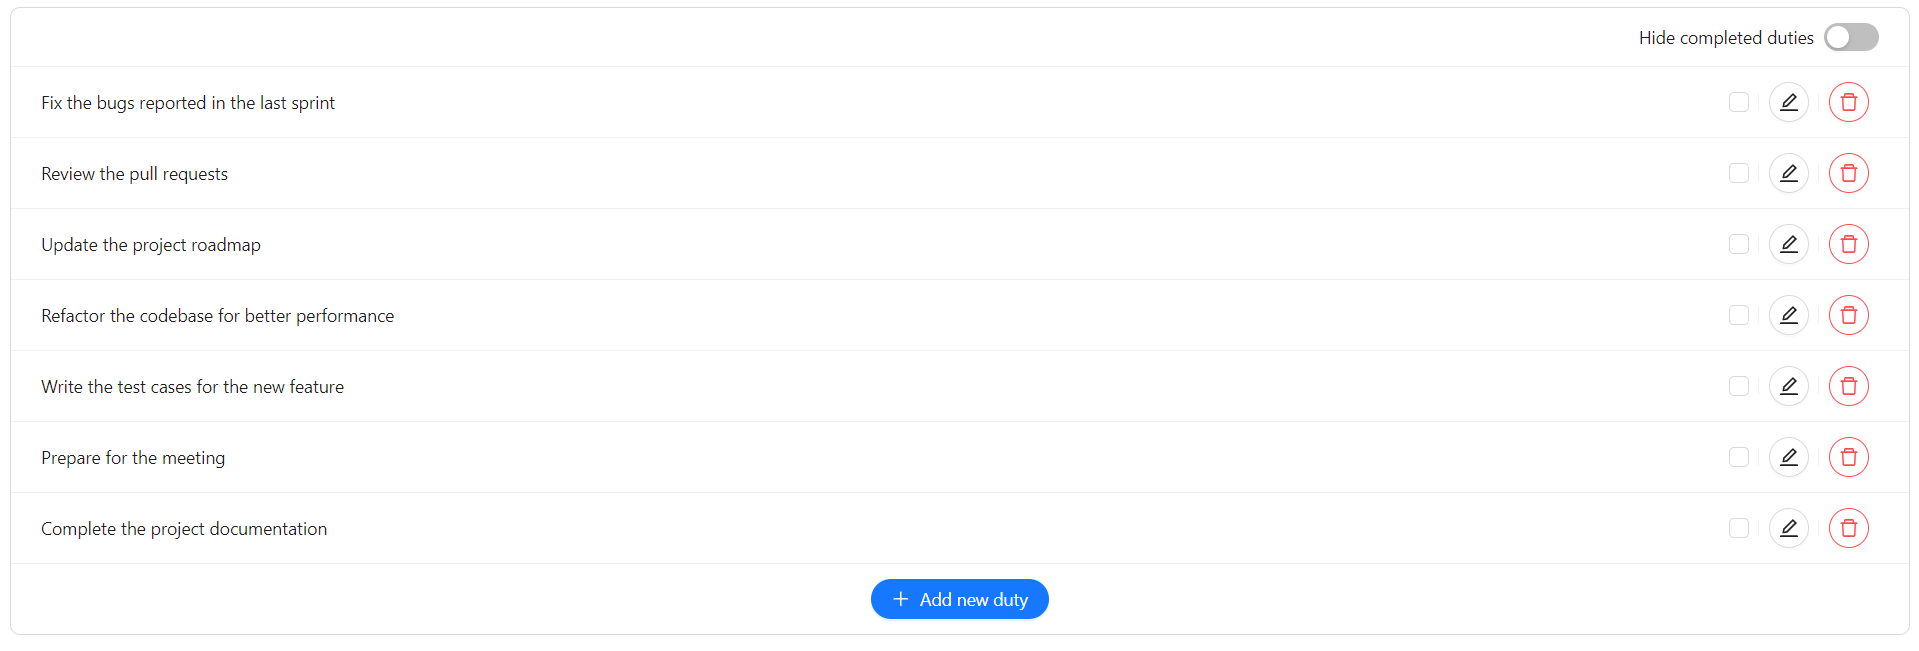 Hide completed duties
Fix the bugs reported in the last sprint
Review the pull requests
Update the project roadmap
Refactor the codebase for better performance
Write the test cases for the new feature
Prepare for the meeting
Complete the project documentation
Add new duty